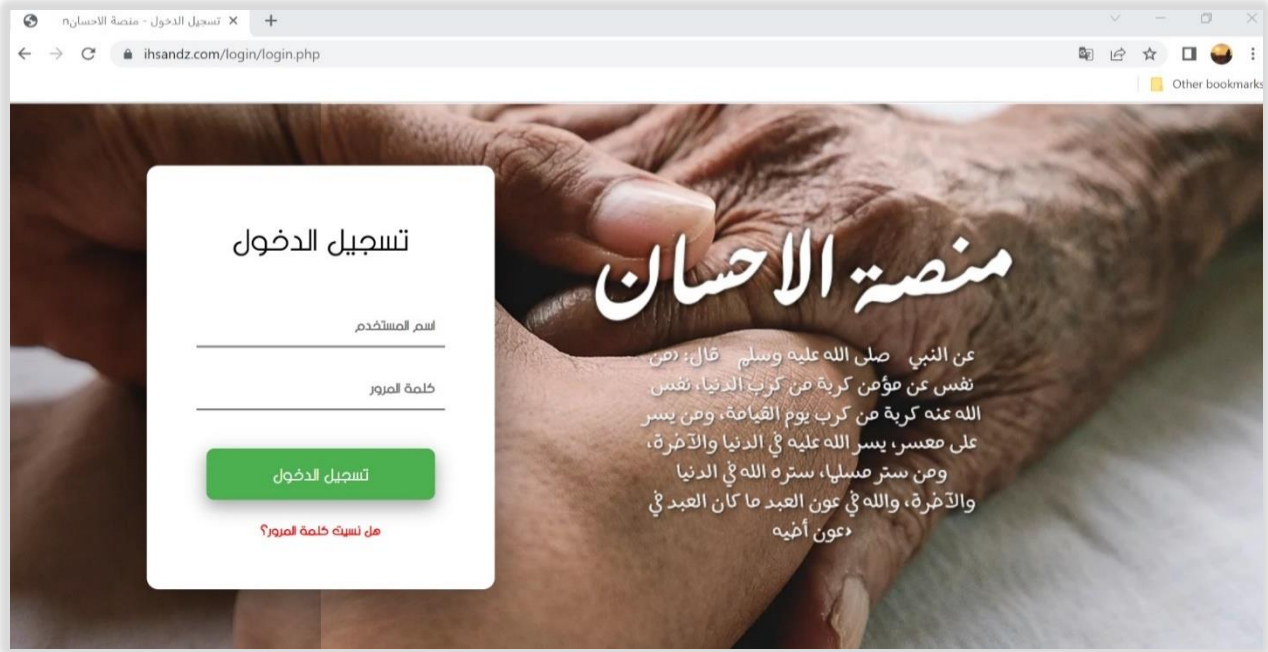 تسجيل الدخول - منصة الاحسانn
ihsandz.com/login/login.php
Other bookmarks
تسجيل الدخول
اسم المستخدم
كلمة المرور
تسجيل الدخول
هل نسيت كلمة المرور؟
منصة الاحسان
عن النبي صلى الله عليه وسلم قال: «من
نفس عن مؤمن كربة من كرب الدنيا، نفس
الله عنه كربة من كرب يوم القيامة، ومن يسر
على معسر، يسر الله عليه في الدنيا والآخرة،
ومن ستر مسلما، ستره الله في الدنيا
والآخرة، والله في عون العبد ما كان العبد في
عون أخيه»